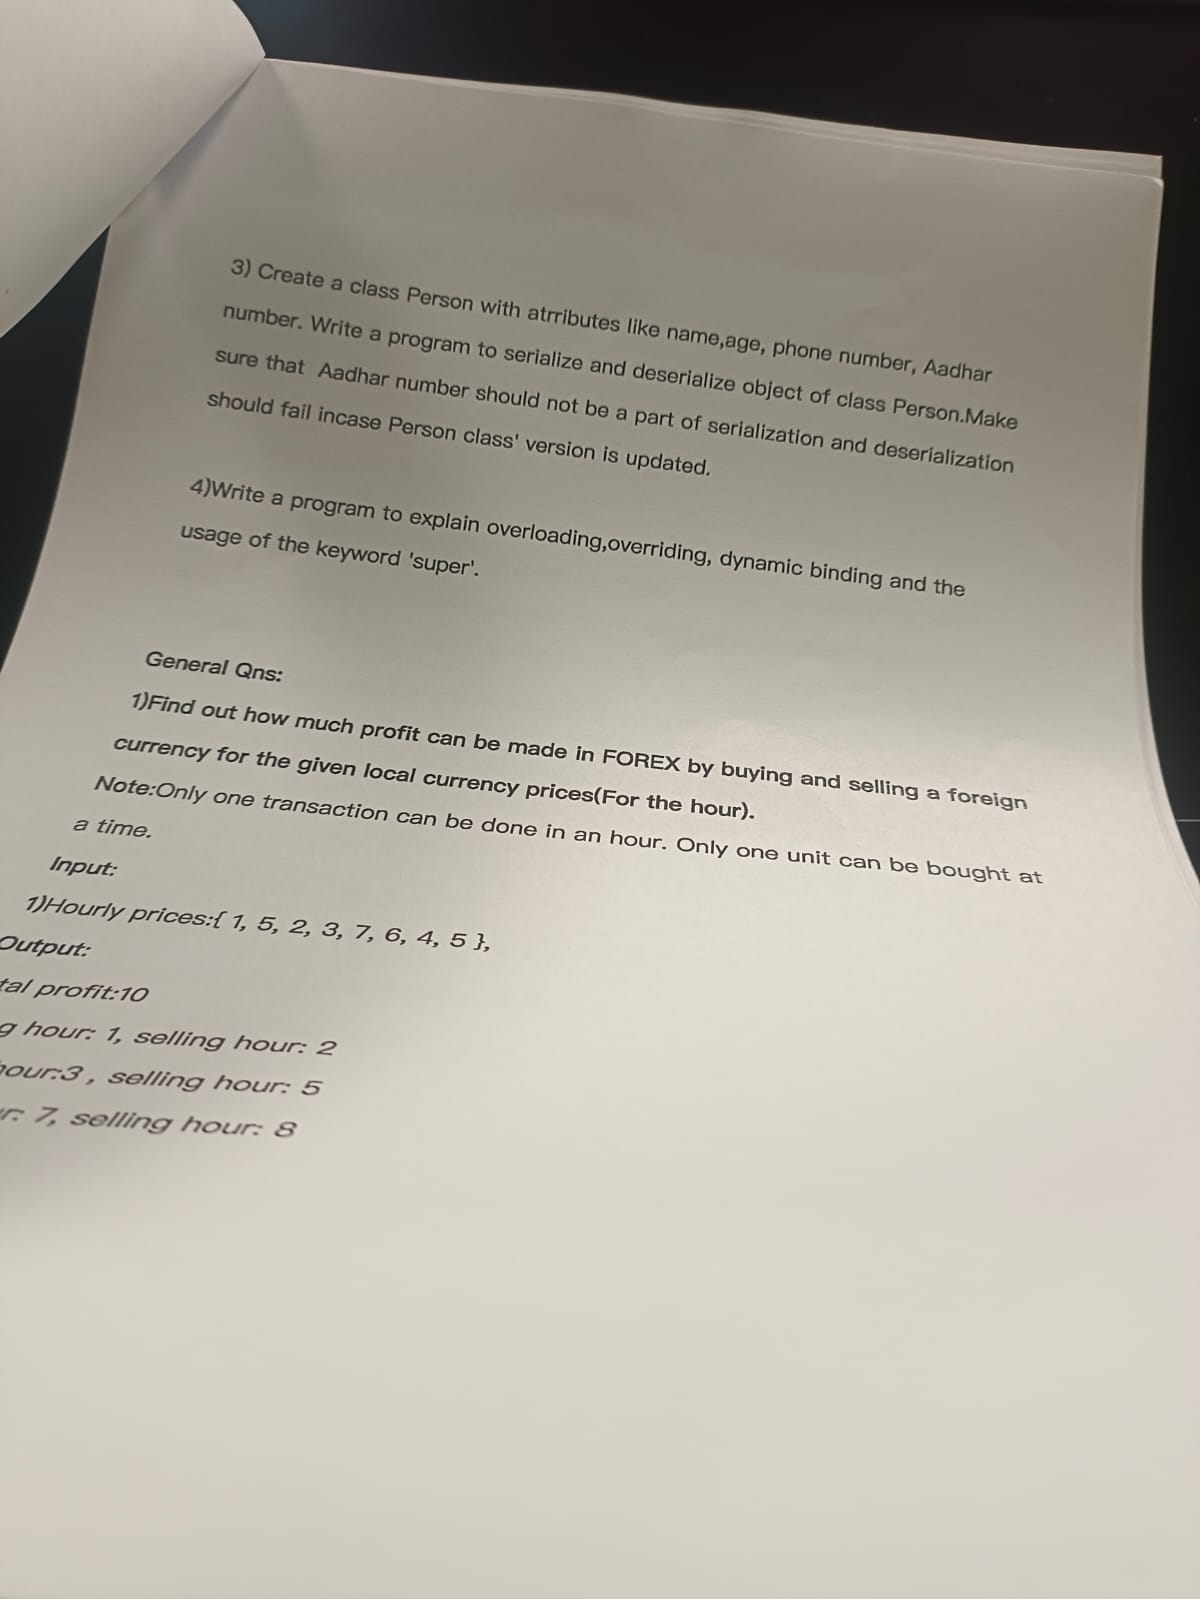 3) Create a class Person with atrributes like name,age, phone number, Aadhar
number. Write a program to serialize and deserialize object of class Person.Make
sure that Aadhar number should not be a part of serialization and deserialization
should fail incase Person class' version is updated.
4)Write a program to explain overloading,overriding, dynamic binding and the
usage of the keyword 'super'.
General Qns:
1)Find out how much profit can be made in FOREX by buying and selling a foreign
currency for the given local currency prices(For the hour).
Note:Only one transaction can be done in an hour. Only one unit can be bought at
a time.
Input:
1)Hourly prices:{ 1, 5, 2, 3, 7, 6, 4, 5 },
Output:
tal profit:10
g hour: 1, selling hour: 2
hour:3 , selling hour: 5
r: 7, selling hour: 8